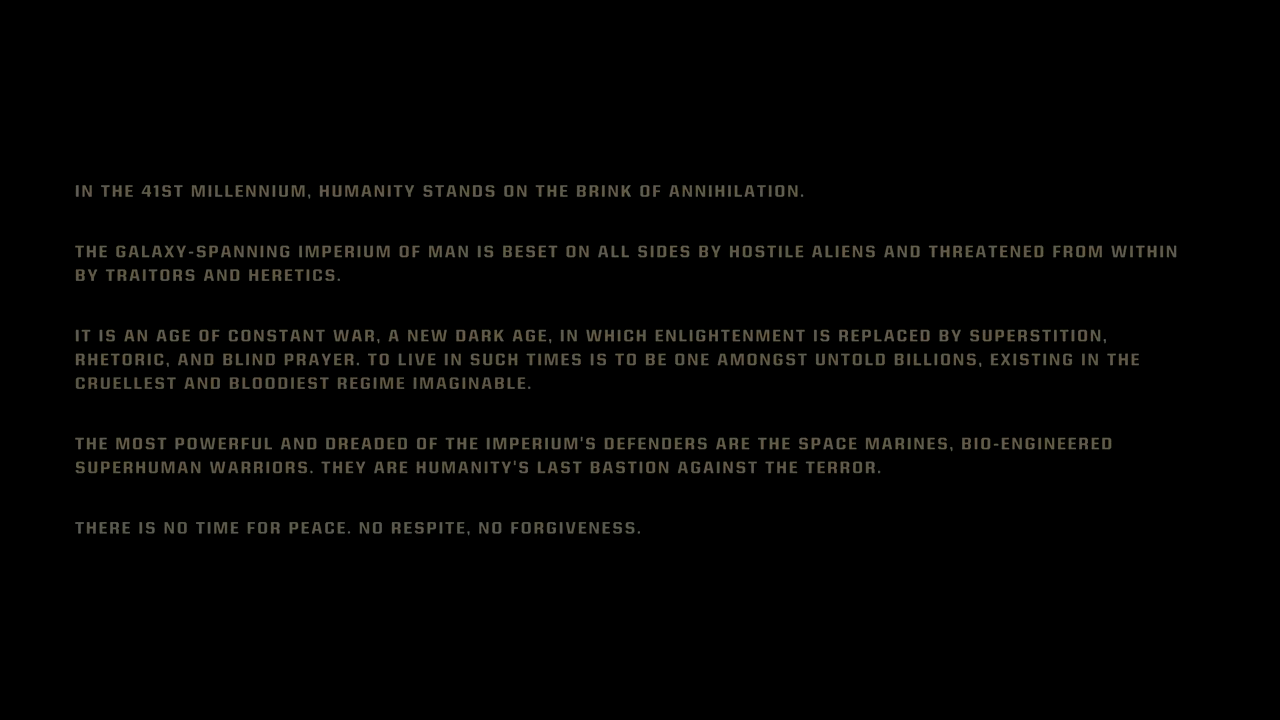 IN THE 41ST MILLENNIUM, HUMANITY STANDS ON THE BRINK OF ANNIHILATION.
THE GALAXY-SPANNING IMPERIUM OF MAN IS BESET ON ALL SIDES BY HOSTILE ALIENS AND THREATENED FROM WITHIN
BY TRAITORS AND HERETICS.
IT IS AN AGE OF CONSTANT WAR, A NEW DARK AGE, IN WHICH ENLIGHTENMENT IS REPLACED BY SUPERSTITION,
RHETORIC, AND BLIND PRAYER. TO LIVE IN SUCH TIMES IS TO BE ONE AMONGST UNTOLD BILLIONS, EXISTING IN THE
CRUELLEST AND BLOODIEST REGIME IMAGINABLE.
THE MOST POWERFUL AND DREADED OF THE IMPERIUM'S DEFENDERS ARE THE SPACE MARINES, BIO-ENGINEERED
SUPERHUMAN WARRIORS. THEY ARE HUMANITY'S LAST BASTION AGAINST THE TERROR.
THERE IS NO TIME FOR PEACE. NO RESPITE, NO FORGIVENESS.